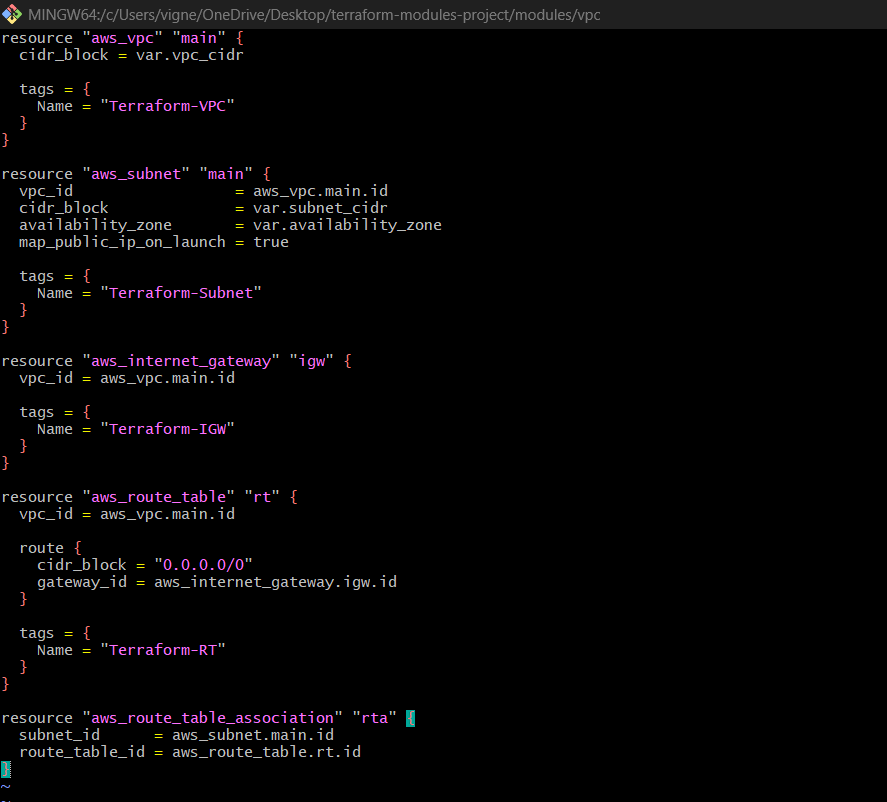 MINGW64:/c/Users/vigne/OneDrive/Desktop/terraform-modules-project/modules/vpc
resource "aws_vpc" "main" {
  cidr_block = var.vpc_cidr

  tags = {
    Name = "Terraform-VPC"
  }
}

resource "aws_subnet" "main" {
  vpc_id                  = aws_vpc.main.id
  cidr_block              = var.subnet_cidr
  availability_zone       = var.availability_zone
  map_public_ip_on_launch = true

  tags = {
    Name = "Terraform-Subnet"
  }
}

resource "aws_internet_gateway" "igw" {
  vpc_id = aws_vpc.main.id

  tags = {
    Name = "Terraform-IGW"
  }
}

resource "aws_route_table" "rt" {
  vpc_id = aws_vpc.main.id

  route {
    cidr_block = "0.0.0.0/0"
    gateway_id = aws_internet_gateway.igw.id
  }

  tags = {
    Name = "Terraform-RT"
  }
}

resource "aws_route_table_association" "rta" {
  subnet_id      = aws_subnet.main.id
  route_table_id = aws_route_table.rt.id
}
~
~